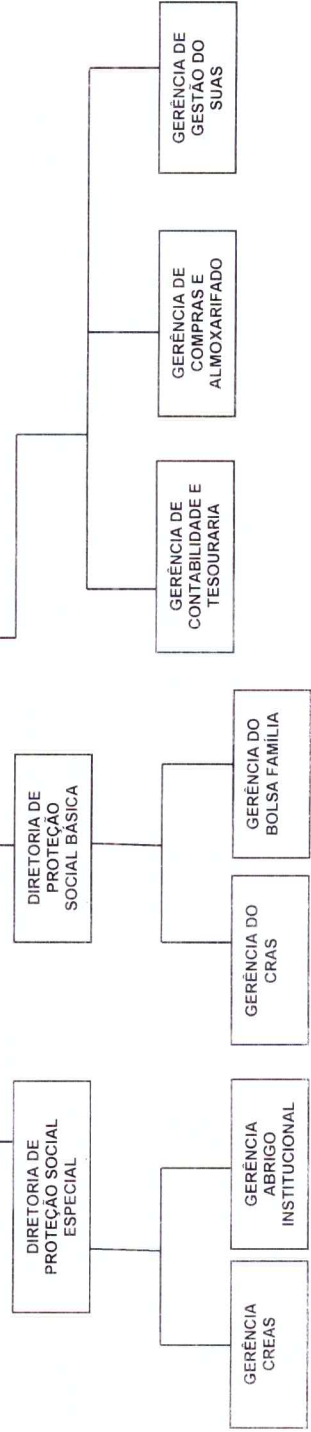 DIRETORIA DE
PROTEÇÃO SOCIAL
ESPECIAL
DIRETORIA DE
PROTEÇÃO
SOCIAL BÁSICA
GERÊNCIA
CREAS
GERÊNCIA
ABRIGO
INSTITUCIONAL
GERÊNCIA DO
CRAS
GERÊNCIA DO
BOLSA FAMÍLIA
GERÊNCIA DE
CONTABILIDADE E
TESOURARIA
GERÊNCIA DE
COMPRAS E
ALMOXARIFADO
GERÊNCIA DE
GESTÃO DO
SUAS